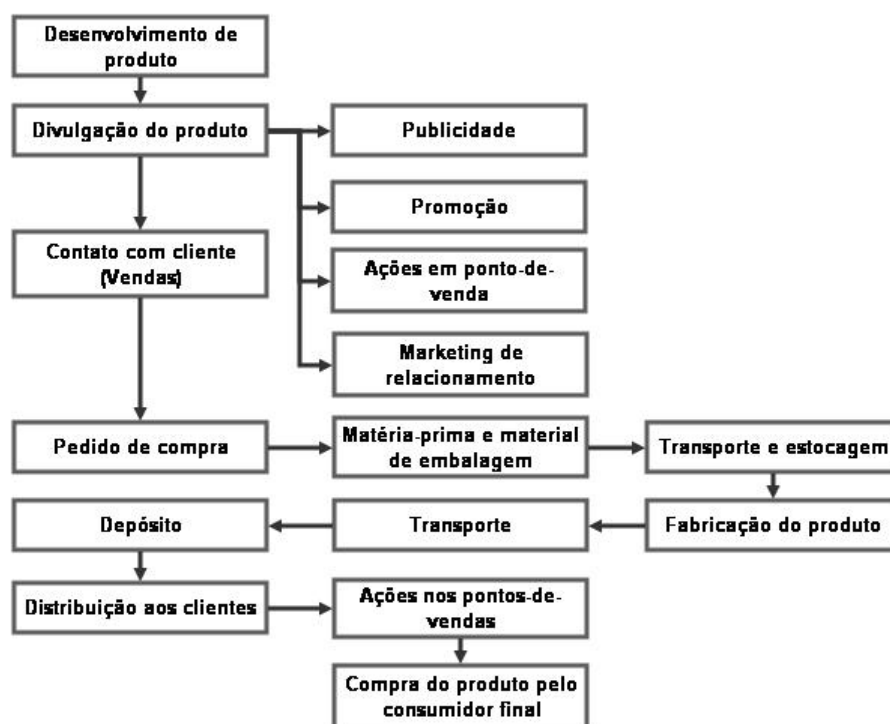 Desenvolvimento de
produto
Divulgação do produto
Publicidade
Promoção
Contato com cliente
(Vendas)
Ações em ponto-de-
venda
Marketing de
relacionamento
Pedido de compra
Matéria-prima e material
de embalagem
Transporte e estocagem
Depósito
Transporte
Fabricação do produto
Distribuição aos clientes
Ações nos pontos-de-
vendas
Compra do produto pelo
consumidor final